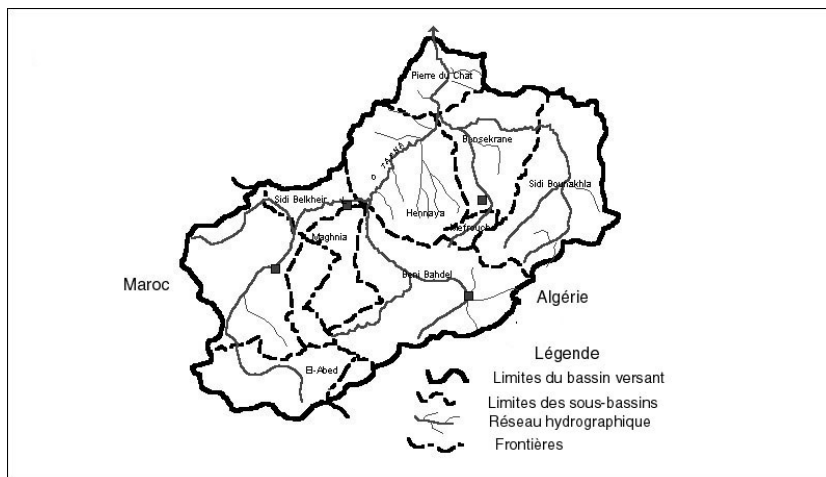 Pierre du Chat
Bensekrane
O TAFNA
Sidi Bounakhla
Sidi Belkheir
Hennaya
Mefrouch
Maghnia
Beni Bahdel
Maroc
Algérie
El-Abed
Légende
Limites du bassin versant
Limites des sous-bassins
Réseau hydrographique
Frontières